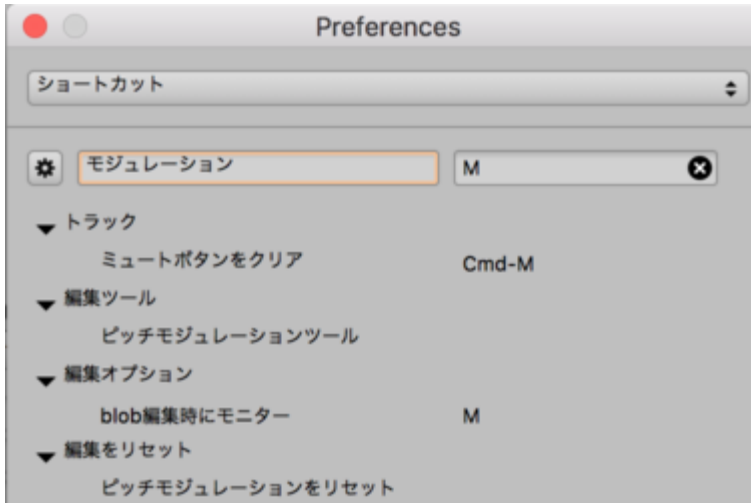 Preferences
ショートカット
モジュレーション M
トラック
ミュートボタンをクリア Cmd-M
編集ツール
ピッチモジュレーションツール
編集オプション
blob編集時にモニター M
編集をリセット
ピッチモジュレーションをリセット